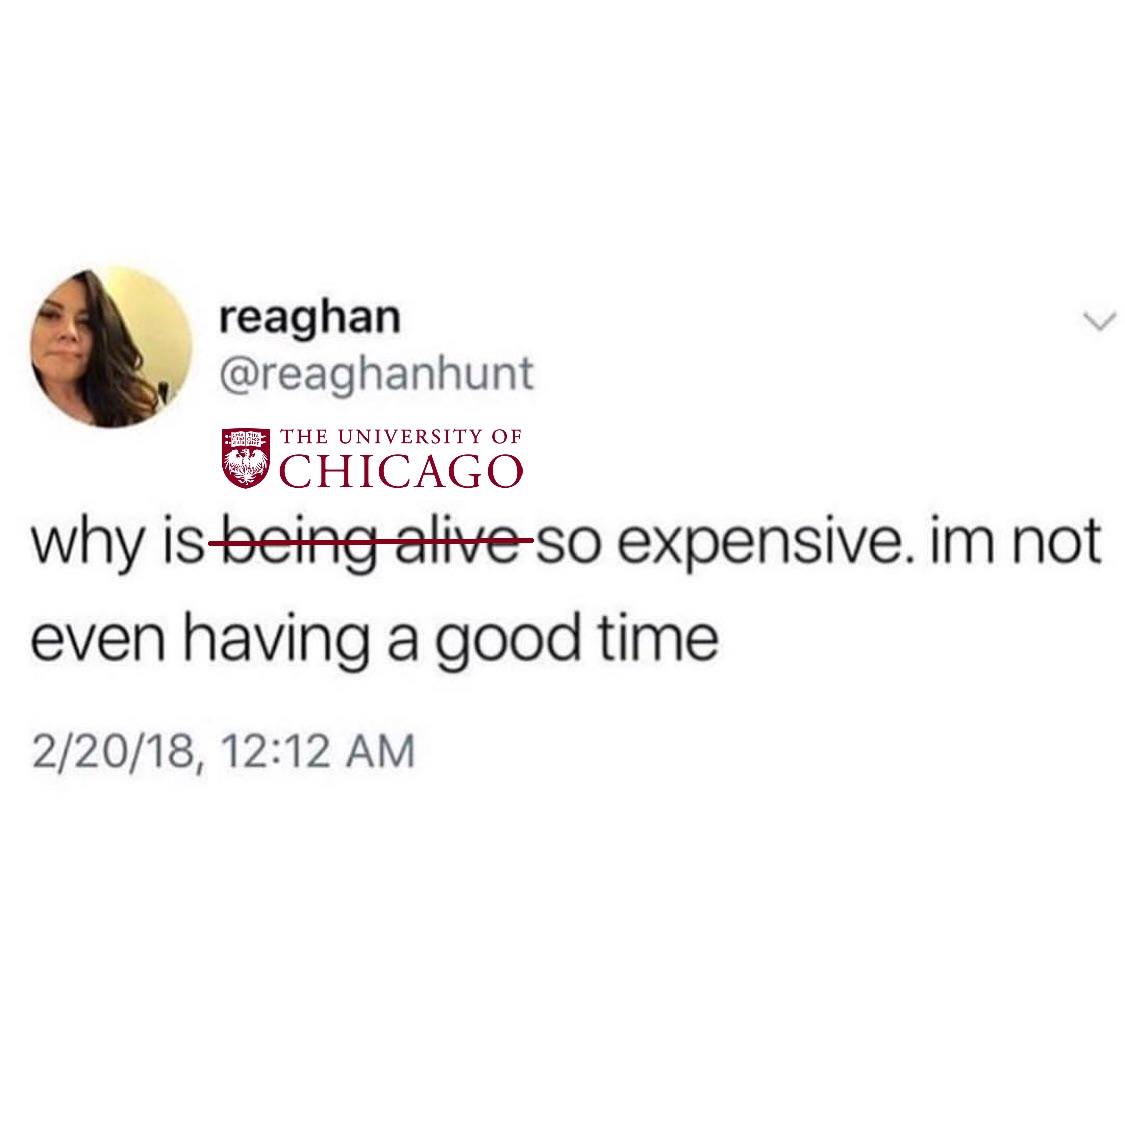 reaghan
@reaghanhunt
THE UNIVERSITY OF
CHICAGO
why is being alive so expensive. im not
even having a good time
2/20/18, 12:12 AM